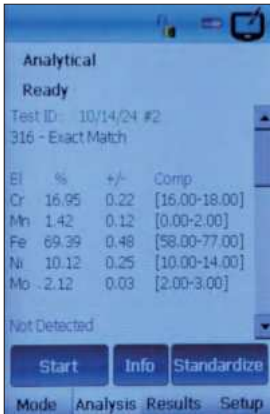 Analytical
Ready
Test ID: 10/14/24 #2
316 - Exact Match
El % +/- Comp
Cr 16.95 0.22 [16.00-18.00]
Mn 1.42 0.12 [0.00-2.00]
Fe 69.39 0.48 [58.00-77.00]
Ni 10.12 0.25 [10.00-14.00]
Mo 2.12 0.03 [2.00-3.00]
Not Detected
Start Info Standardize
Mode Analysis Results Setup